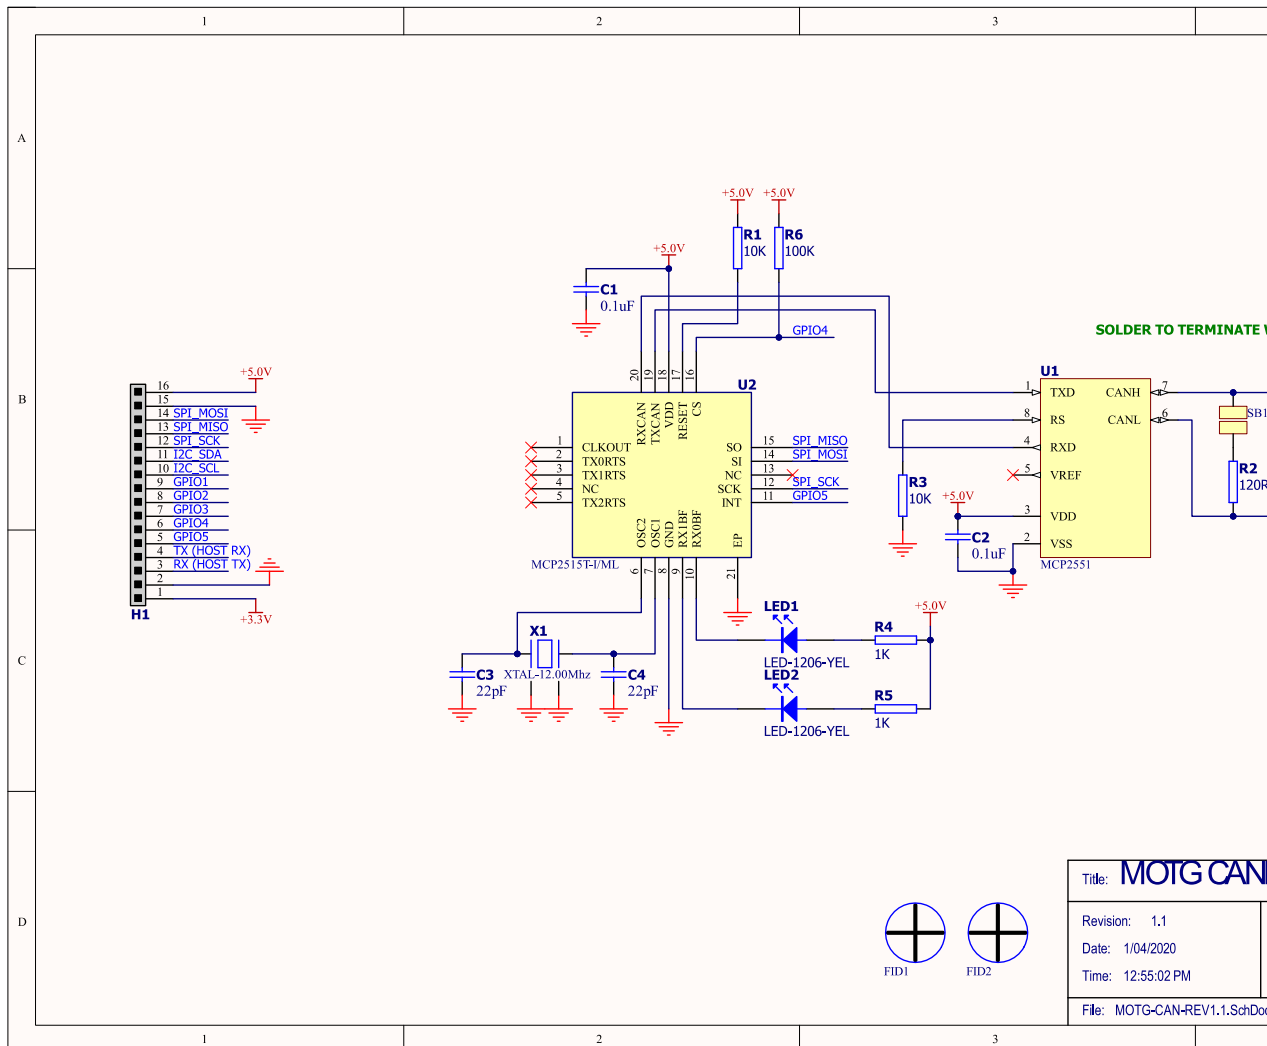 1 2 3
A
+5.0V +5.0V
R1 R6
10K 100K
+5.0V
C1
0.1uF
GPIO4
SOLDER TO TERMINATE
20 19 18 17 16
RXCAN TXCAN VDD RESET CS
U2
1 CLKOUT
2 TX0RTS
3 TX1RTS
4 NC
5 TX2RTS
SO 15 SPI_MISO
SI 14 SPI_MOSI
NC 13
SCK 12 SPI_SCK
INT 11 GPIO5
OSC2 OSC1 GND RX1BF RX0BF EP
6 7 8 9 10 21
MCP2515T-I/ML
B
+5.0V
16
15
14 SPI_MOSI
13 SPI_MISO
12 SPI_SCK
11 I2C_SDA
10 I2C_SCL
9 GPIO1
8 GPIO2
7 GPIO3
6 GPIO4
5 GPIO5
4 TX (HOST RX)
3 RX (HOST TX)
2
1
H1
+3.3V
U1
1 TXD CANH 7
8 RS CANL 6
4 RXD
5 VREF
3 VDD
2 VSS
MCP2551
SB1
R2
120R
R3
10K
+5.0V
C2
0.1uF
C
X1
XTAL-12.00Mhz
C3
22pF
C4
22pF
LED1
LED-1206-YEL
LED2
LED-1206-YEL
+5.0V
R4
1K
R5
1K
D
FID1 FID2
Title: MOTG CAN
Revision: 1.1
Date: 1/04/2020
Time: 12:55:02 PM
File: MOTG-CAN-REV1.1.SchDoc
1 2 3